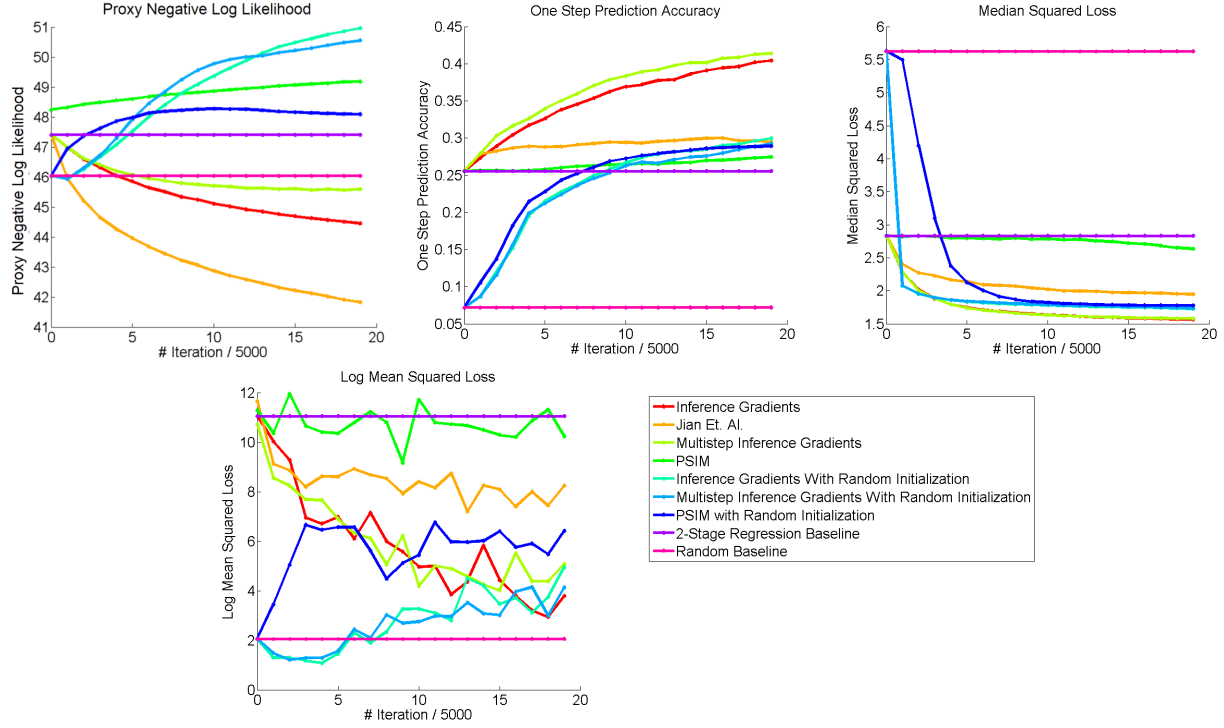 Proxy Negative Log Likelihood
51
50
49
48
47
46
45
44
43
42
41
0
5
10
15
20
Proxy Negative Log Likelihood
# Iteration / 5000
One Step Prediction Accuracy
0.45
0.4
0.35
0.3
0.25
0.2
0.15
0.1
0.05
0
5
10
15
20
One Step Prediction Accuracy
# Iteration / 5000
Median Squared Loss
6
5.5
5
4.5
4
3.5
3
2.5
2
1.5
0
5
10
15
20
Median Squared Loss
# Iteration / 5000
Log Mean Squared Loss
12
10
8
6
4
2
0
0
5
10
15
20
Log Mean Squared Loss
# Iteration / 5000
Inference Gradients
Jian Et. Al.
Multistep Inference Gradients
PSIM
Inference Gradients With Random Initialization
Multistep Inference Gradients With Random Initialization
PSIM with Random Initialization
2-Stage Regression Baseline
Random Baseline